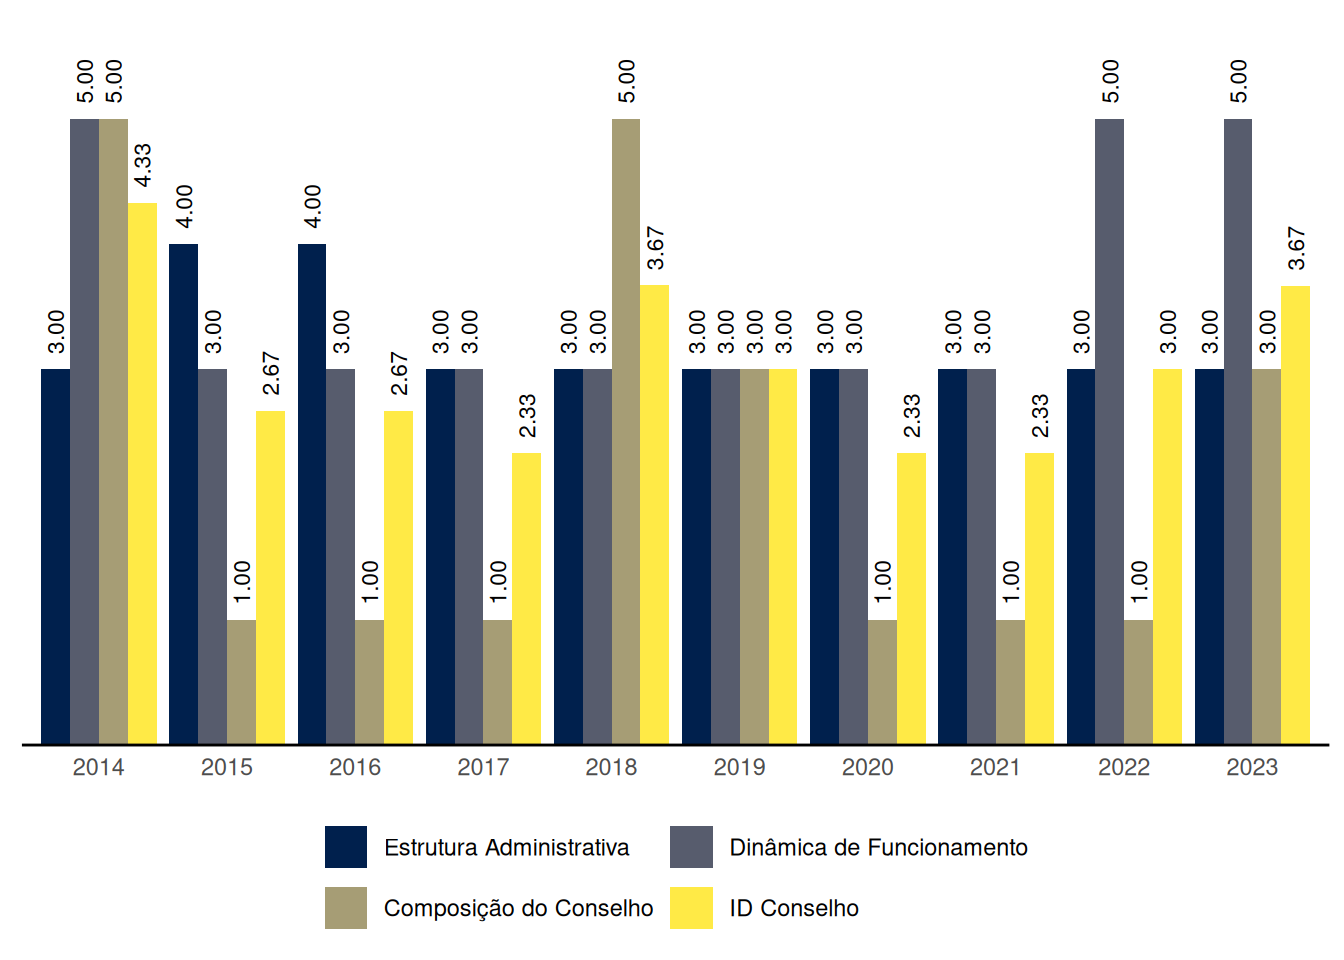 3.00 5.00 5.00 4.33 4.00 3.00 1.00 2.67 4.00 3.00 1.00 2.67 3.00 3.00 1.00 2.33 3.00 3.00 5.00 3.67 3.00 3.00 3.00 3.00 3.00 3.00 1.00 2.33 3.00 3.00 1.00 2.33 3.00 5.00 1.00 3.00 3.00 5.00 3.00 3.67
2014 2015 2016 2017 2018 2019 2020 2021 2022 2023
Estrutura Administrativa Dinâmica de Funcionamento
Composição do Conselho ID Conselho